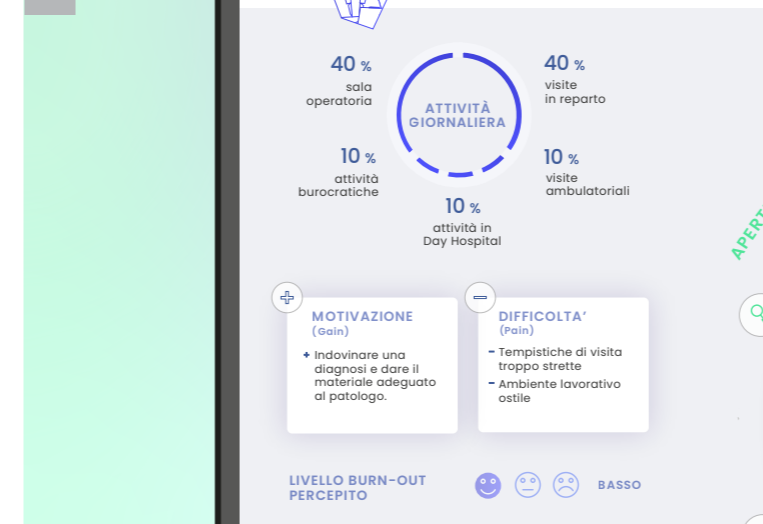 40 %
sala
operatoria
40 %
visite
in reparto
ATTIVITÀ
GIORNALIERA
10 %
attività
burocratiche
10 %
visite
ambulatoriali
10 %
attività in
Day Hospital
MOTIVAZIONE
(Gain)
+ Indovinare una
diagnosi e dare il
materiale adeguato
al patologo.
DIFFICOLTA’
(Pain)
- Tempistiche di visita
troppo strette
- Ambiente lavorativo
ostile
LIVELLO BURN-OUT
PERCEPITO
BASSO